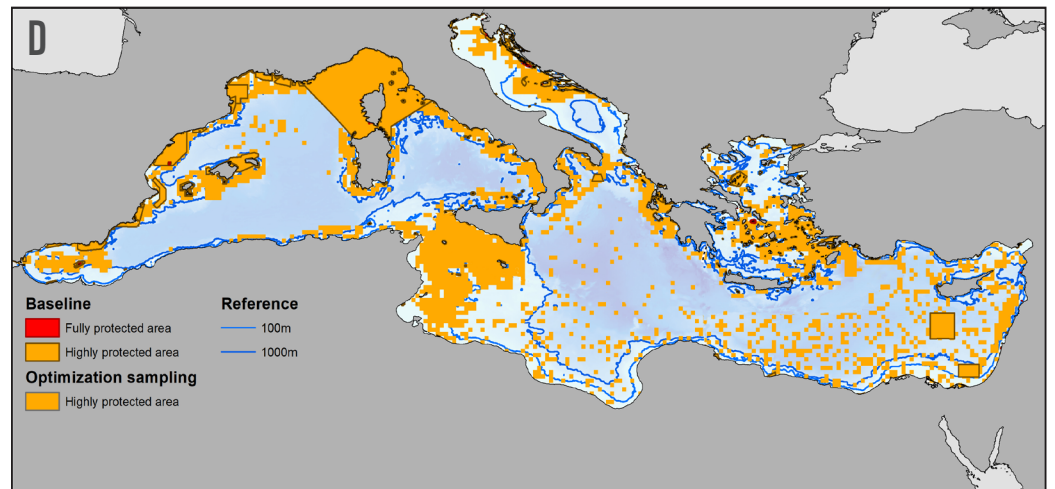 D
Baseline
Fully protected area
Highly protected area
Optimization sampling
Highly protected area
Reference
100m
1000m